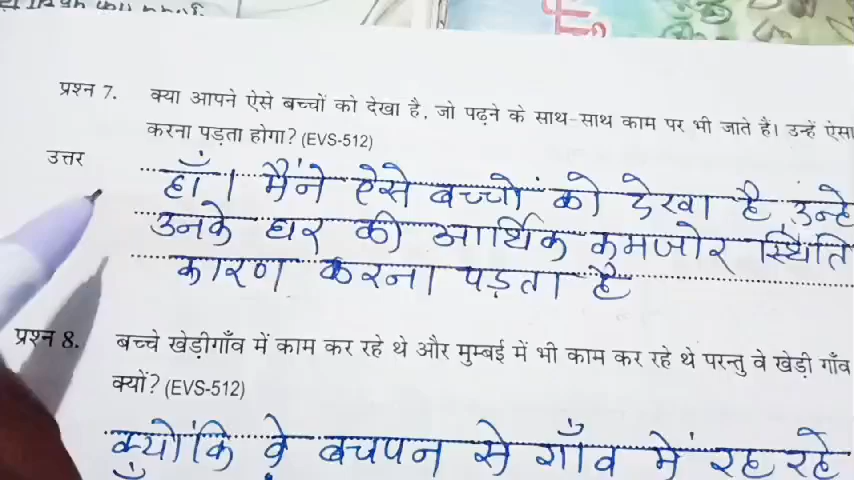 प्रश्न 7. क्या आपने ऐसे बच्चों को देखा है, जो पढ़ने के साथ-साथ काम पर भी जाते हैं। उन्हें ऐसा
करना पड़ता होगा? (EVS-512)
उत्तर हाँ। मैंने ऐसे बच्चों को देखा है उन्हे
उनके घर की आर्थिक कमजोर स्थिति
कारण करना पड़ता है
प्रश्न 8. बच्चे खेड़ीगाँव में काम कर रहे थे और मुम्बई में भी काम कर रहे थे परन्तु वे खेड़ी गाँव
क्यों? (EVS-512)
क्योंकि वे बचपन से गाँव में रह रहे